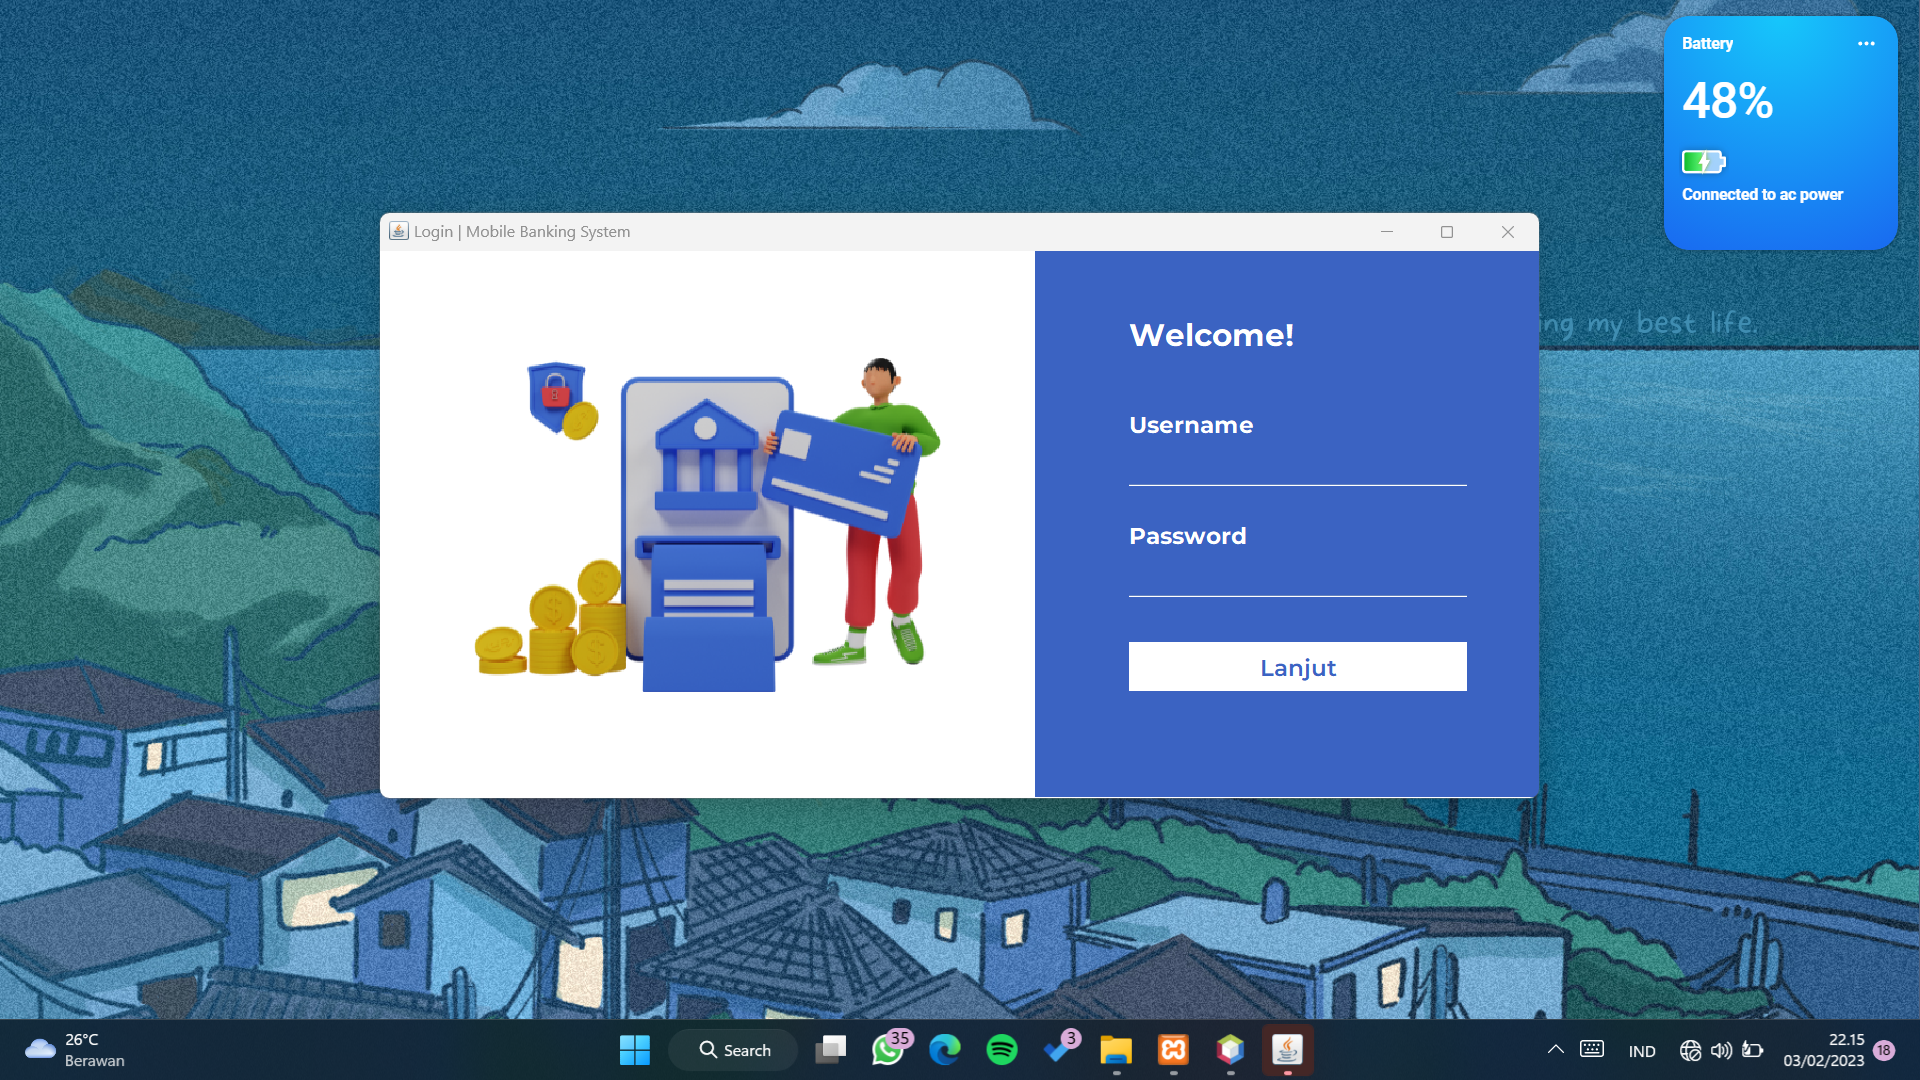 Battery
48%
Connected to ac power
Login | Mobile Banking System
Welcome!
ing my best life.
Username
Password
Lanjut
26°C
Berawan
Search
35
3
IND
22.15
03/02/2023
18